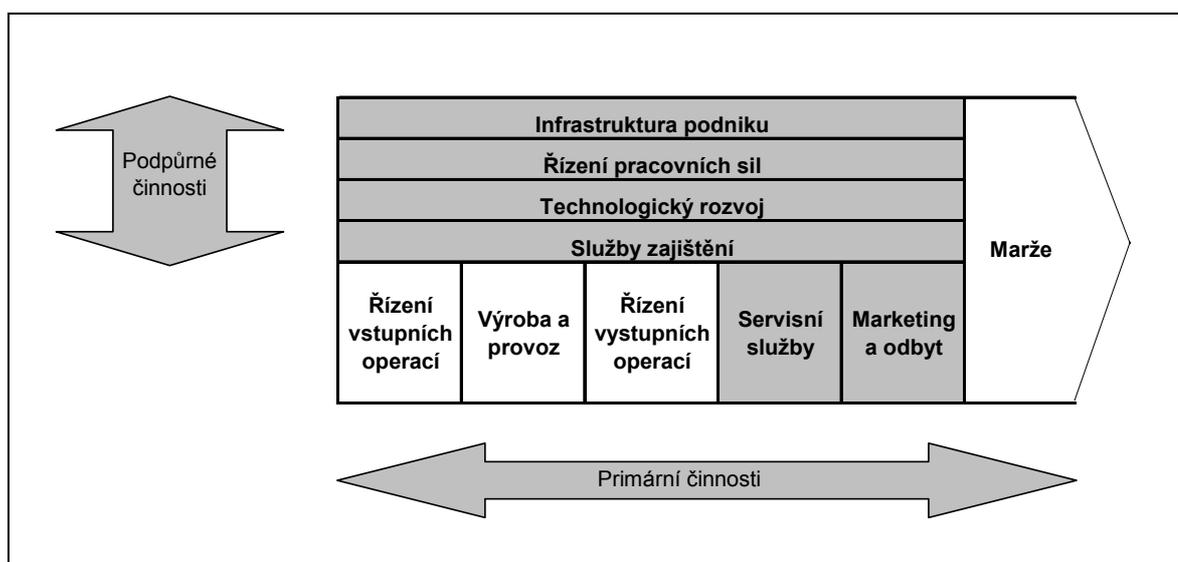 Podpůrné
činnosti
Infrastruktura podniku
Řízení pracovních sil
Technologický rozvoj
Služby zajištění
Řízení
vstupních
operací
Výroba a
provoz
Řízení
vystupních
operací
Servisní
služby
Marketing
a odbyt
Marže
Primární činnosti